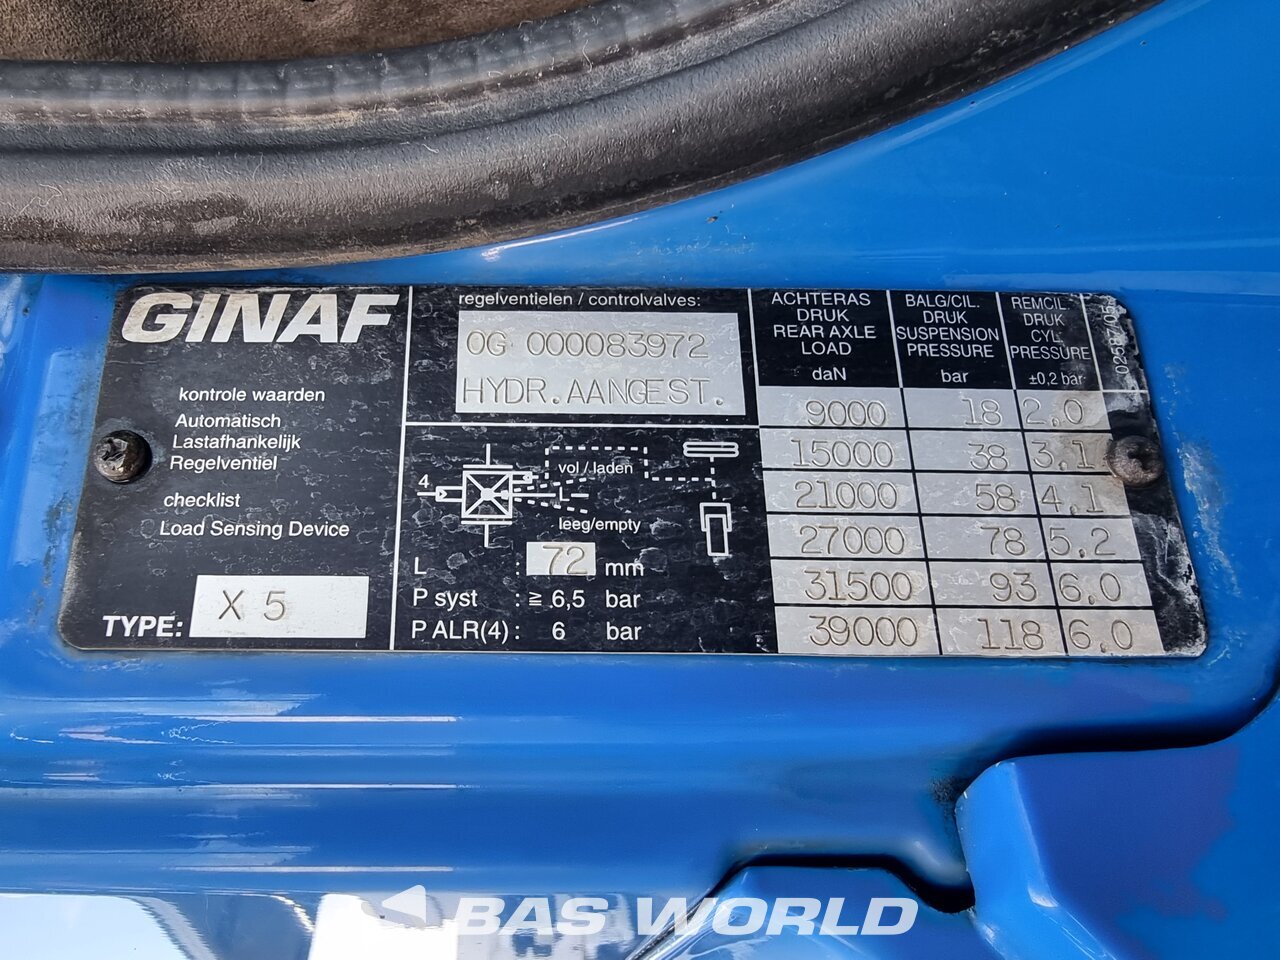 GINAF
kontrole waarden
Automatisch
Lastafhankelijk
Regelventiel
checklist
Load Sensing Device
TYPE: X 5
regelventielen / controlvalves:
0G 000083972
HYDR.AANGEST.
4
vol / laden
L
leeg/empty
L : 72 mm
P syst : ≥ 6,5 bar
P ALR(4) : 6 bar
ACHTERAS
DRUK
REAR AXLE
LOAD
daN
BALG/CIL.
DRUK
SUSPENSION
PRESSURE
bar
REMCIL
DRUK
CYL.
PRESSURE
±0,2 bar
0258/05
9000 18 2.0
15000 38 3,1
21000 58 4,1
27000 78 5,2
31500 93 6,0
39000 118 6,0
BAS WORLD